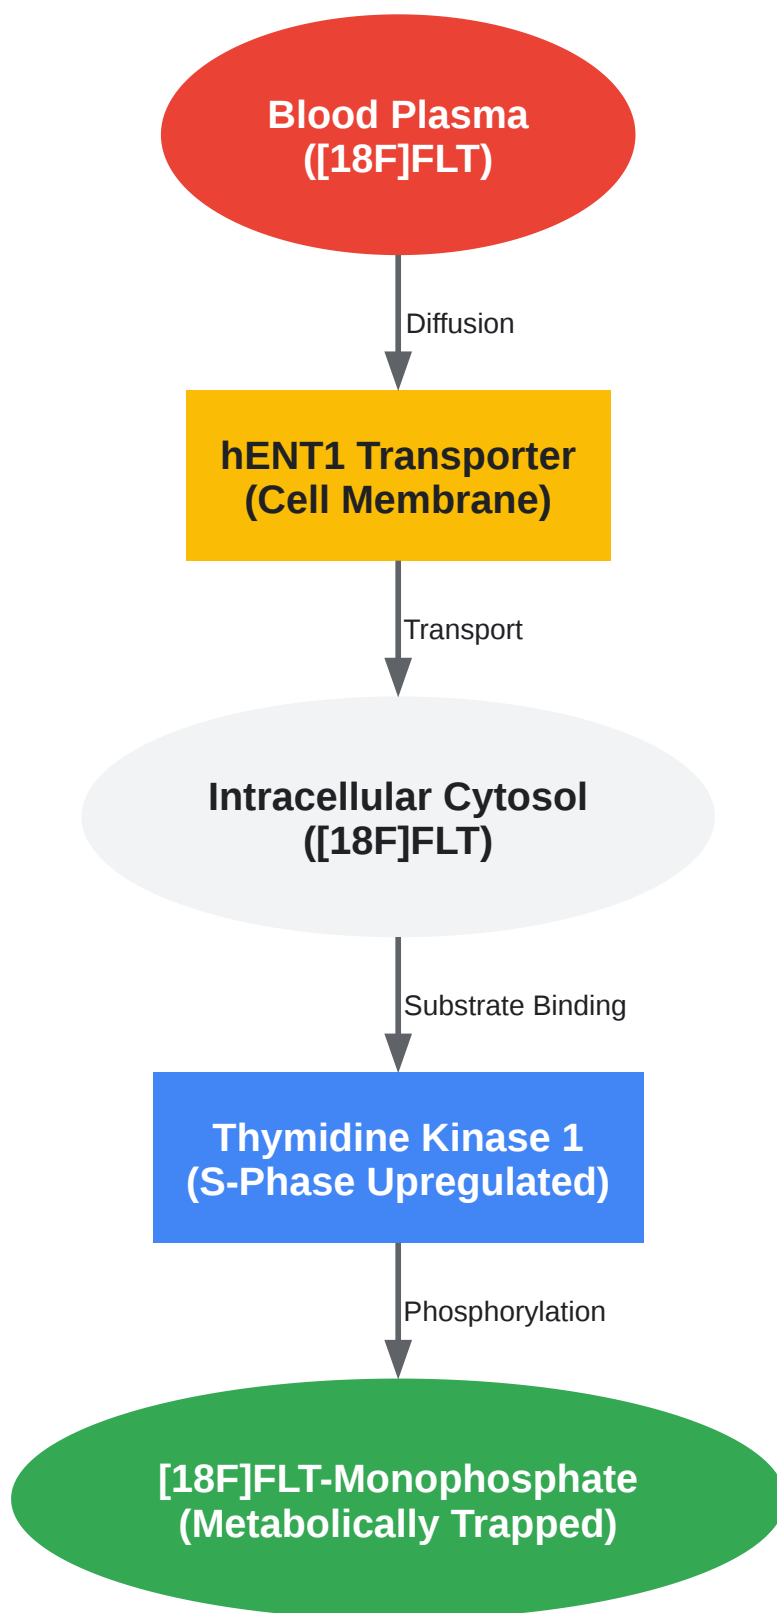 Blood Plasma
([18F]FLT)
Diffusion
hENT1 Transporter
(Cell Membrane)
Transport
Intracellular Cytosol
([18F]FLT)
Substrate Binding
Thymidine Kinase 1
(S-Phase Upregulated)
Phosphorylation
[18F]FLT-Monophosphate
(Metabolically Trapped)